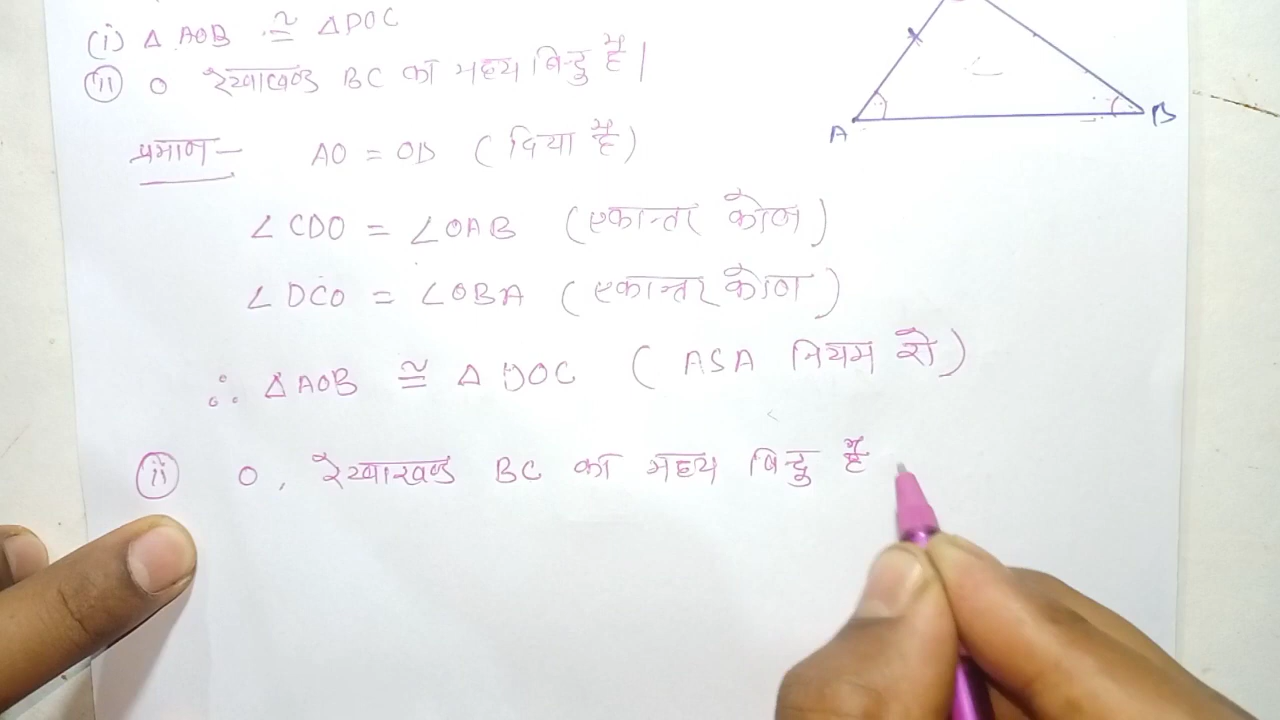 (i) Δ AOB ≅ Δ DOC
(ii) O रेखाखण्ड BC का मध्य बिन्दु है।
प्रमाण - AO = OD (दिया है)
∠CDO = ∠OAB (एकान्तर कोण)
∠DCO = ∠OBA (एकान्तर कोण)
∴ ΔAOB ≅ Δ DOC (ASA नियम से)
(ii) O, रेखाखण्ड BC का मध्य बिन्दु है
A
B